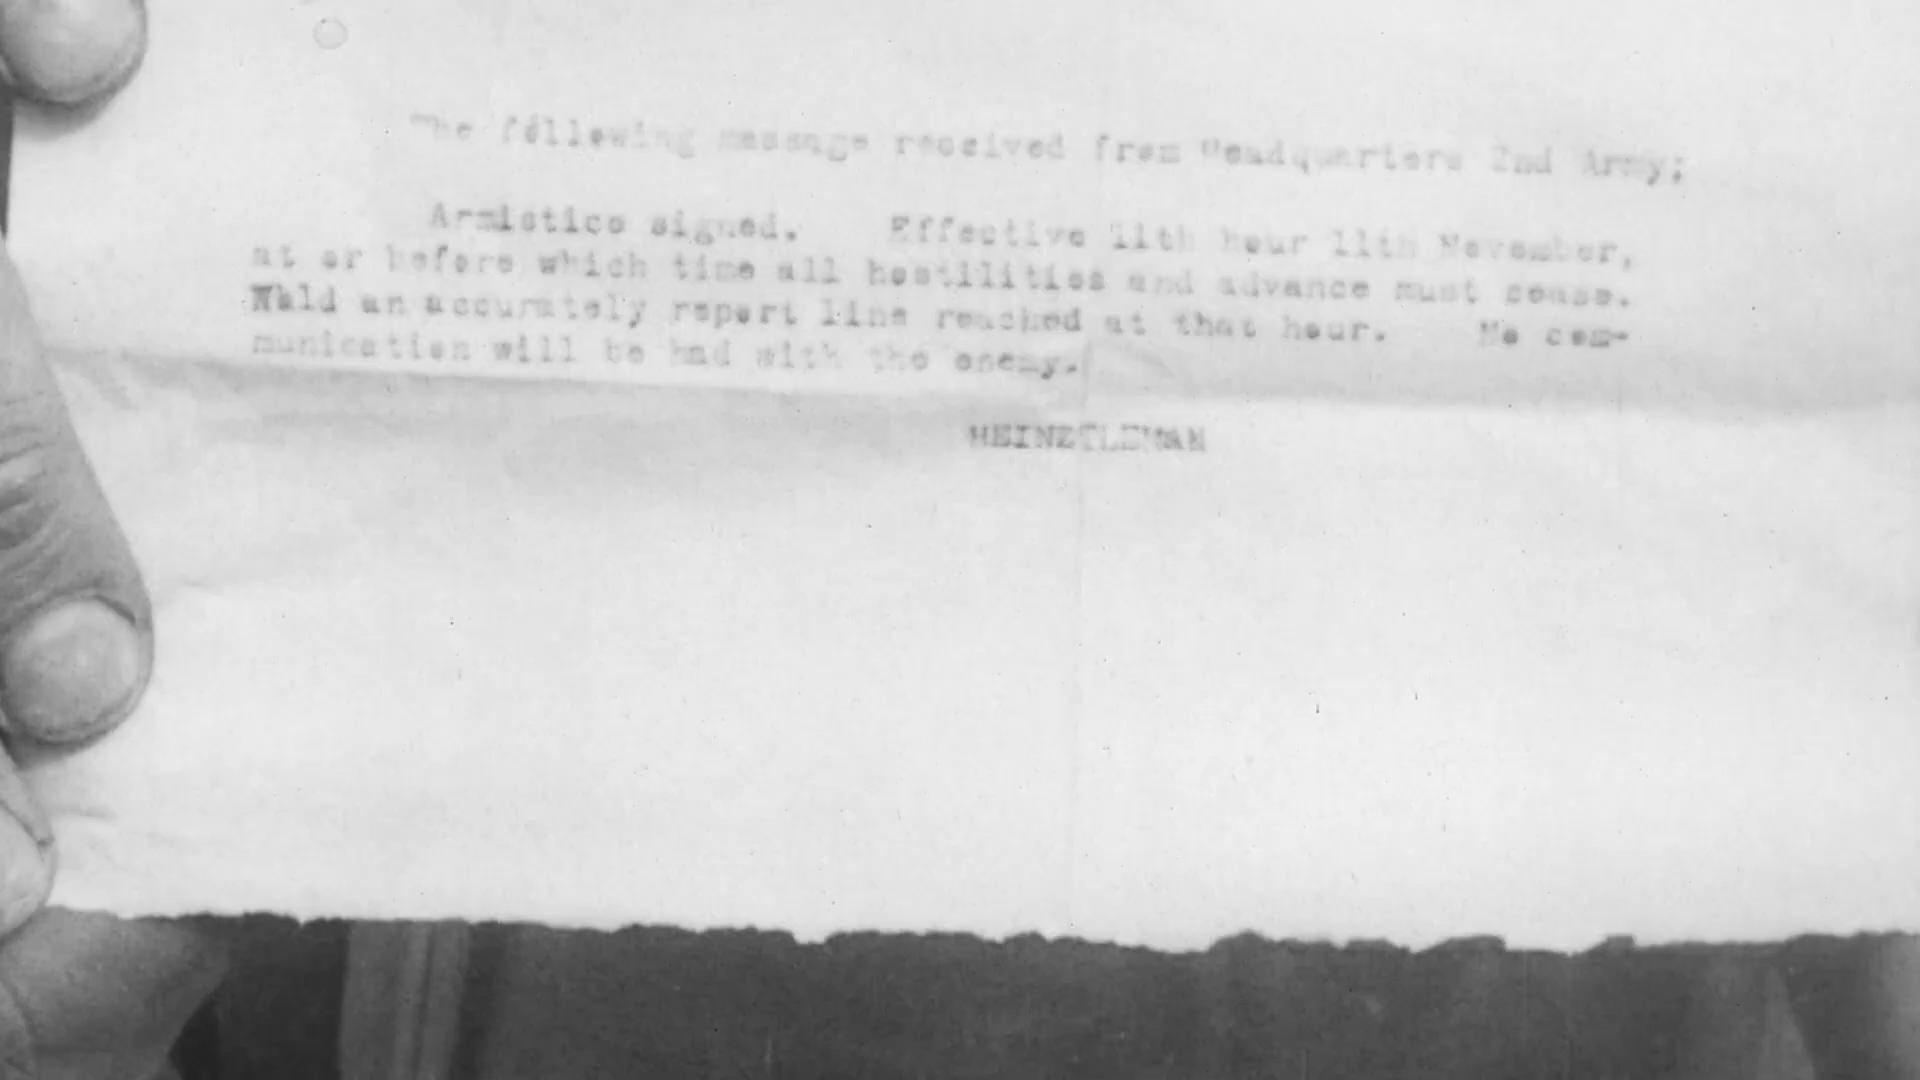 The following message received from Headquarters 2nd Army:
Armistice signed. Effective 11th hour 11th November,
at or before which time all hostilities and advance must cease.
Hold an accurately report line reached at that hour. No com-
munication will be had with the enemy.
HEINZTLEMAN